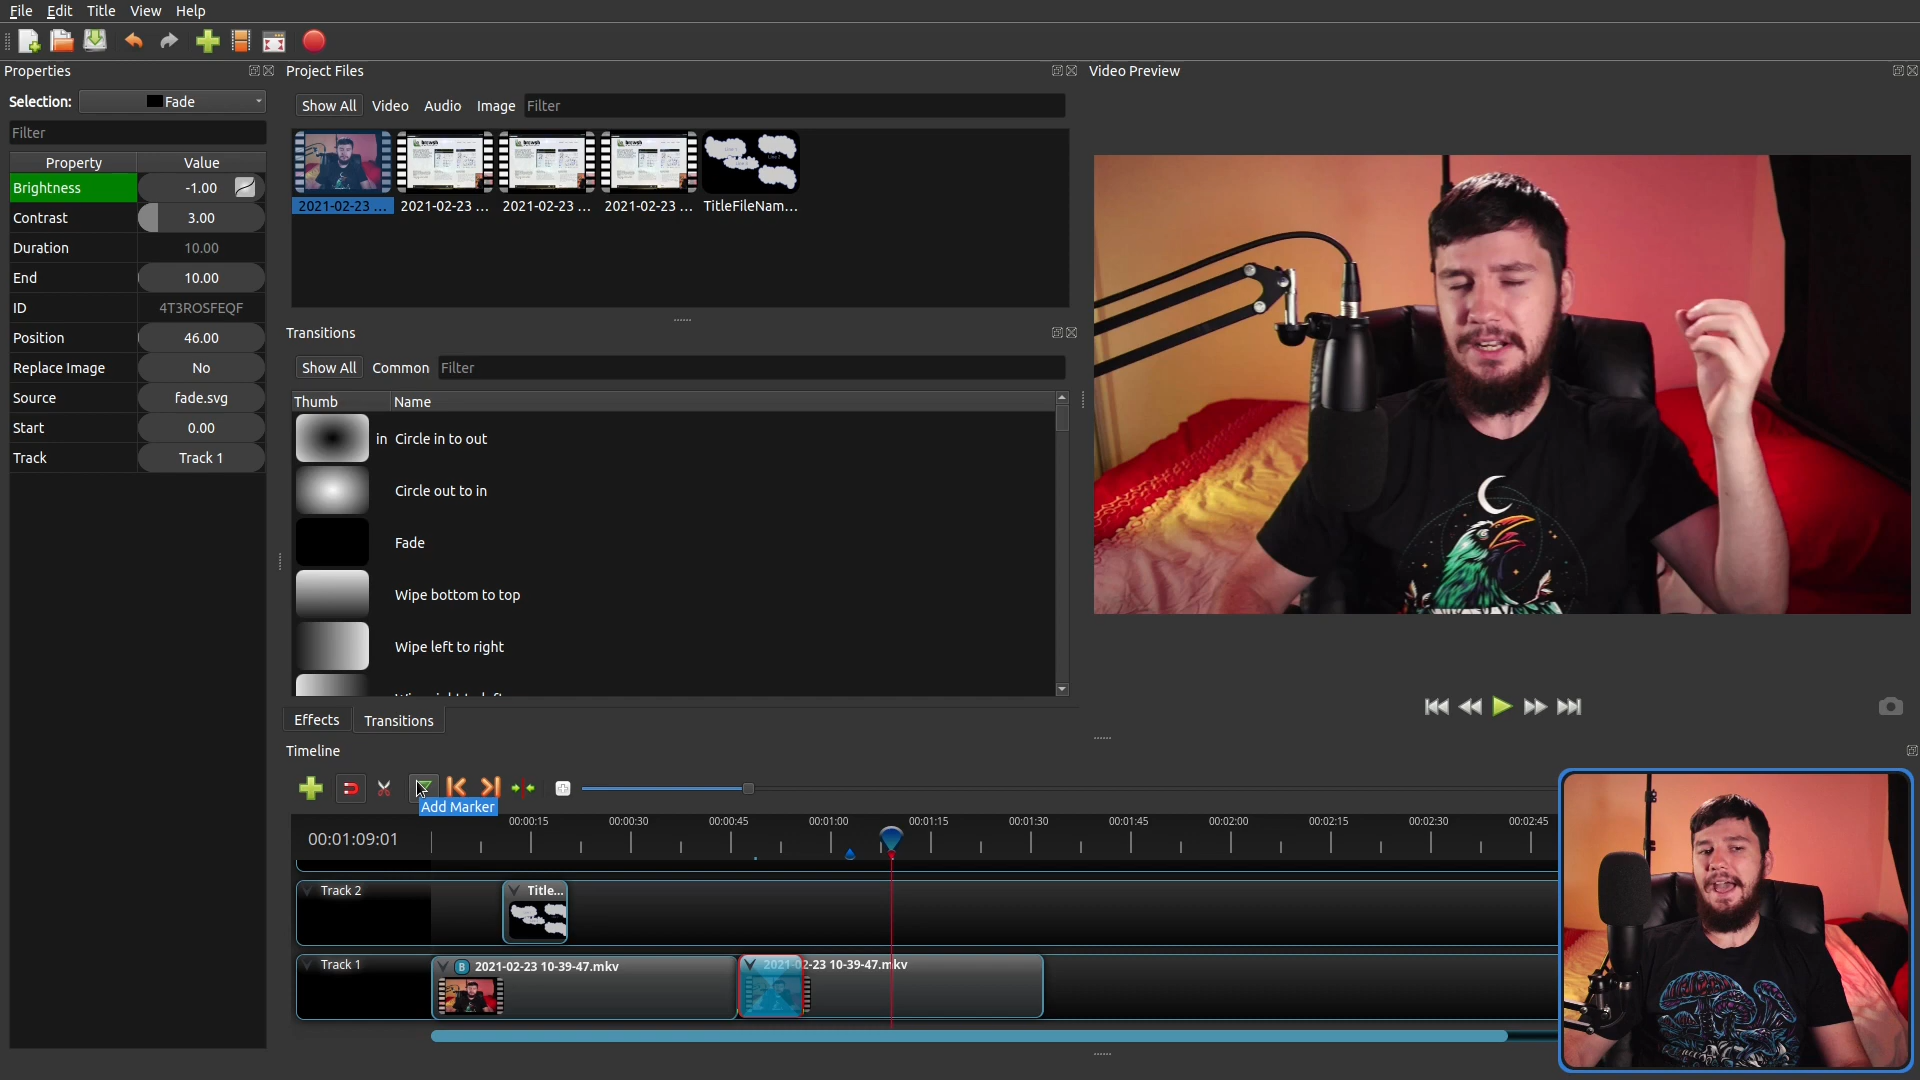 File Edit Title View Help
Properties
Project Files
Video Preview
Selection: Fade
Show All Video Audio Image Filter
Filter
Property Value
Brightness -1.00
Contrast 3.00
Duration 10.00
End 10.00
ID 4T3ROSFEQF
Position 46.00
Replace Image No
Source fade.svg
Start 0.00
Track Track 1
2021-02-23 ... 2021-02-23 ... 2021-02-23 ... 2021-02-23 ... TitleFileNam...
Transitions
Show All Common Filter
Thumb Name
in Circle in to out
Circle out to in
Fade
Wipe bottom to top
Wipe left to right
Effects Transitions
Timeline
Add Marker
00:01:09:01
00:00:15 00:00:30 00:00:45 00:01:00 00:01:15 00:01:30 00:01:45 00:02:00 00:02:15 00:02:30 00:02:45
Track 2
Title...
Track 1
B 2021-02-23 10-39-47.mkv
2021-02-23 10-39-47.mkv